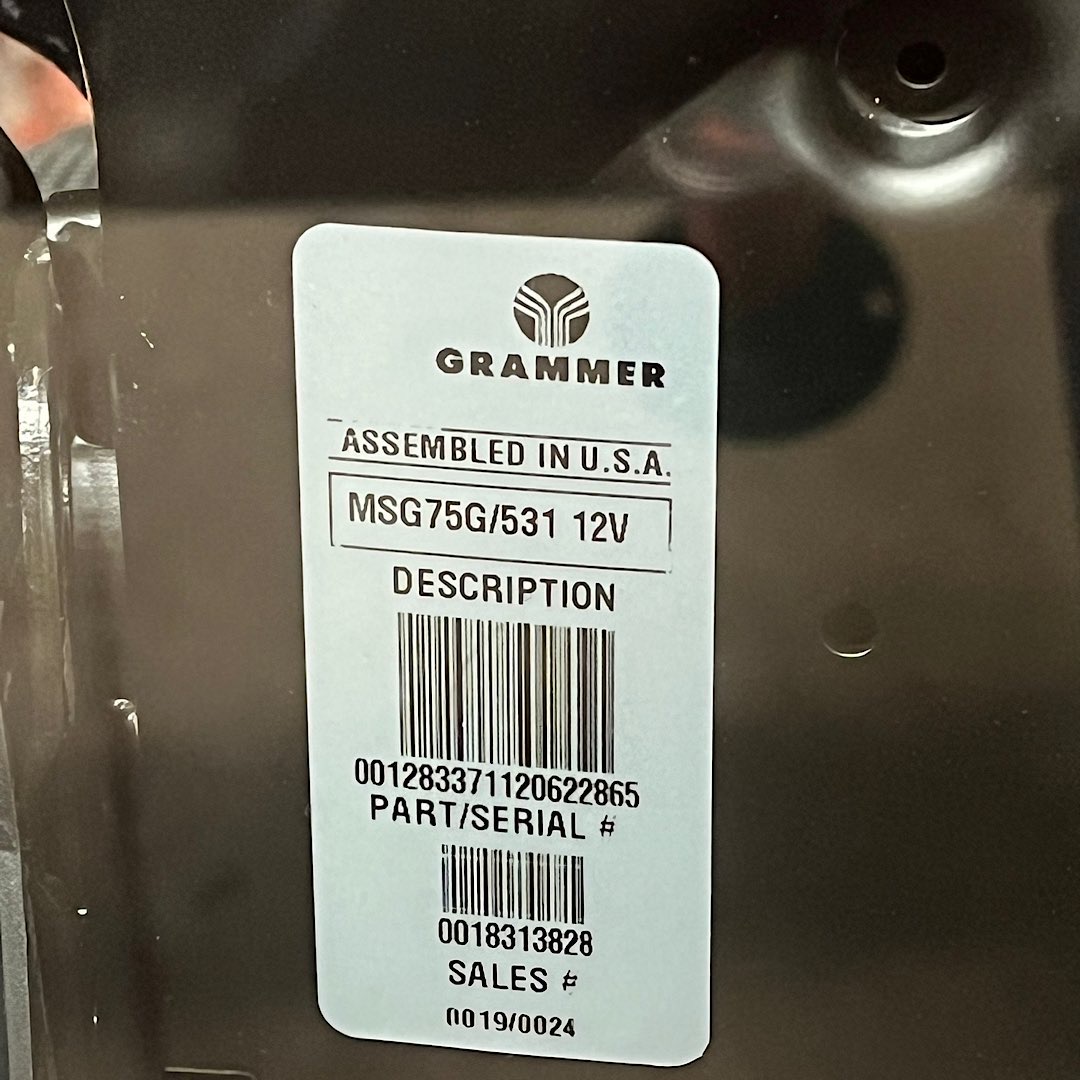 GRAMMER
ASSEMBLED IN U.S.A.
MSG75G/531 12V
DESCRIPTION
001283371120622865
PART/SERIAL #
0018313828
SALES #
0019/0024